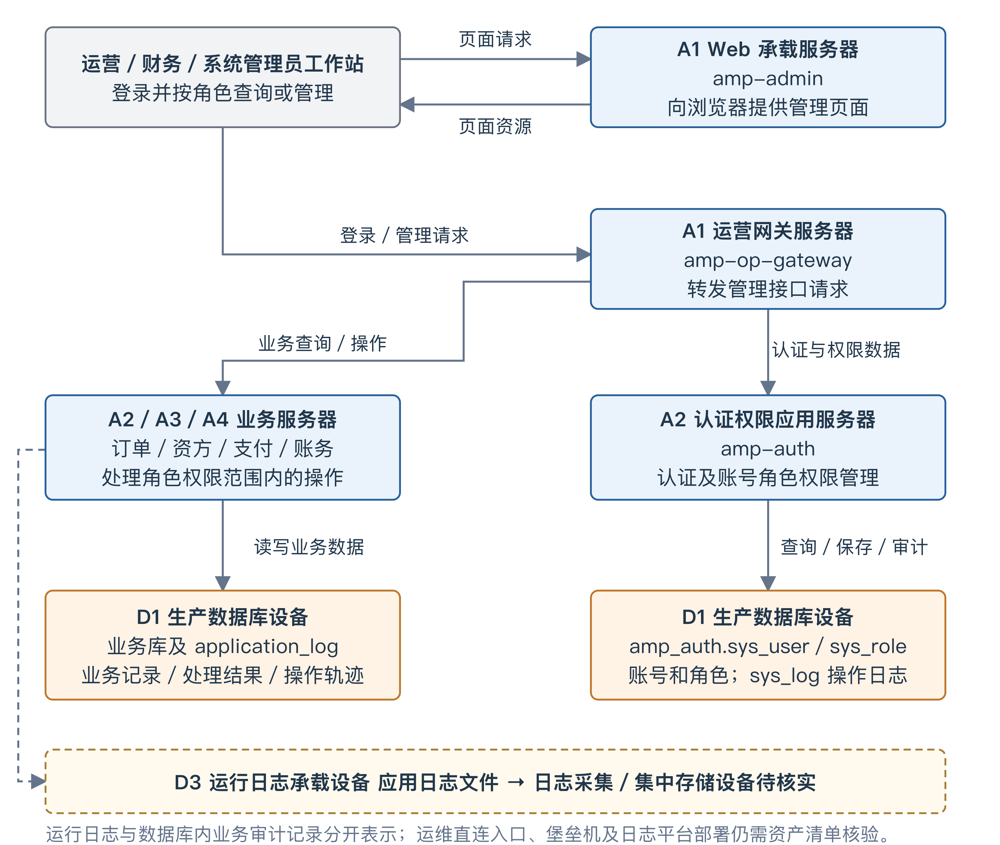 运营 / 财务 / 系统管理员工作站
登录并按角色查询或管理
页面请求
页面资源
A1 Web 承载服务器
amp-admin
向浏览器提供管理页面
登录 / 管理请求
A1 运营网关服务器
amp-op-gateway
转发管理接口请求
业务查询 / 操作
认证与权限数据
A2 / A3 / A4 业务服务器
订单 / 资方 / 支付 / 账务
处理角色权限范围内的操作
A2 认证权限应用服务器
amp-auth
认证及账号角色权限管理
读写业务数据
查询 / 保存 / 审计
D1 生产数据库设备
业务库及 application_log
业务记录 / 处理结果 / 操作轨迹
D1 生产数据库设备
amp_auth.sys_user / sys_role
账号和角色；sys_log 操作日志
D3 运行日志承载设备 应用日志文件 → 日志采集 / 集中存储设备待核实
运行日志与数据库内业务审计记录分开表示；运维直连入口、堡垒机及日志平台部署仍需资产清单核验。